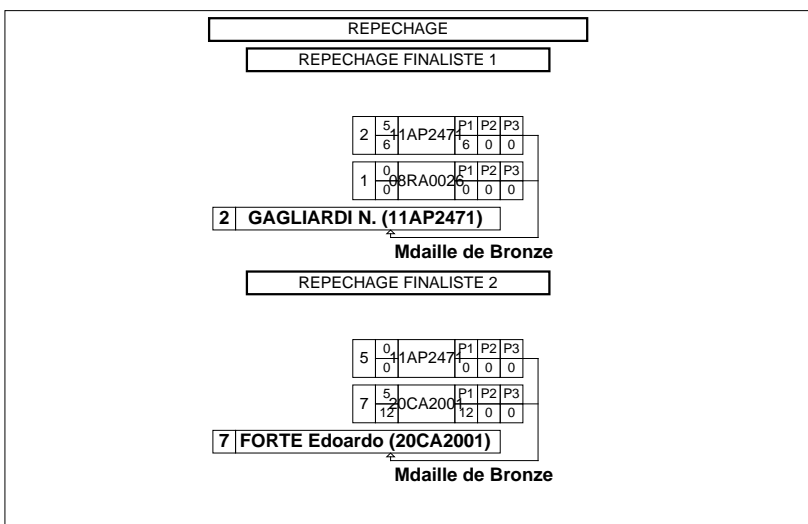 REPECHAGE
REPECHAGE FINALISTE 1
2 5 11AP2471 P1 P2 P3
6 6 0 0
1 0 08RA0026 P1 P2 P3
0 0 0 0
2 GAGLIARDI N. (11AP2471)
Mdaille de Bronze
REPECHAGE FINALISTE 2
5 0 11AP2471 P1 P2 P3
0 0 0 0
7 5 20CA2001 P1 P2 P3
12 12 0 0
7 FORTE Edoardo (20CA2001)
Mdaille de Bronze